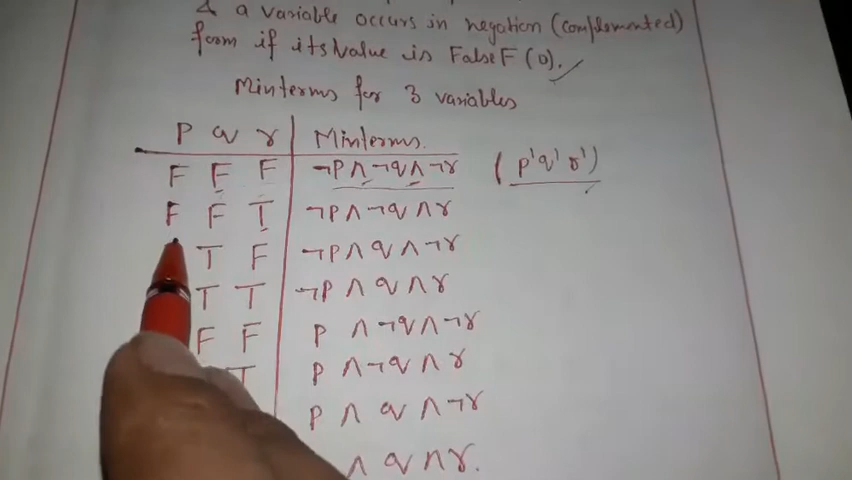 & a variable occurs in negation (complemented)
form if its value is False F (0).
Minterms for 3 variables
P q r Minterms.
F F F ¬P ∧ ¬q ∧ ¬r (p'q'r')
F F T ¬P ∧ ¬q ∧ r
T F ¬P ∧ q ∧ ¬r
T T ¬P ∧ q ∧ r
F F P ∧ ¬q ∧ ¬r
T P ∧ ¬q ∧ r
P ∧ q ∧ ¬r
∧ q ∧ r.